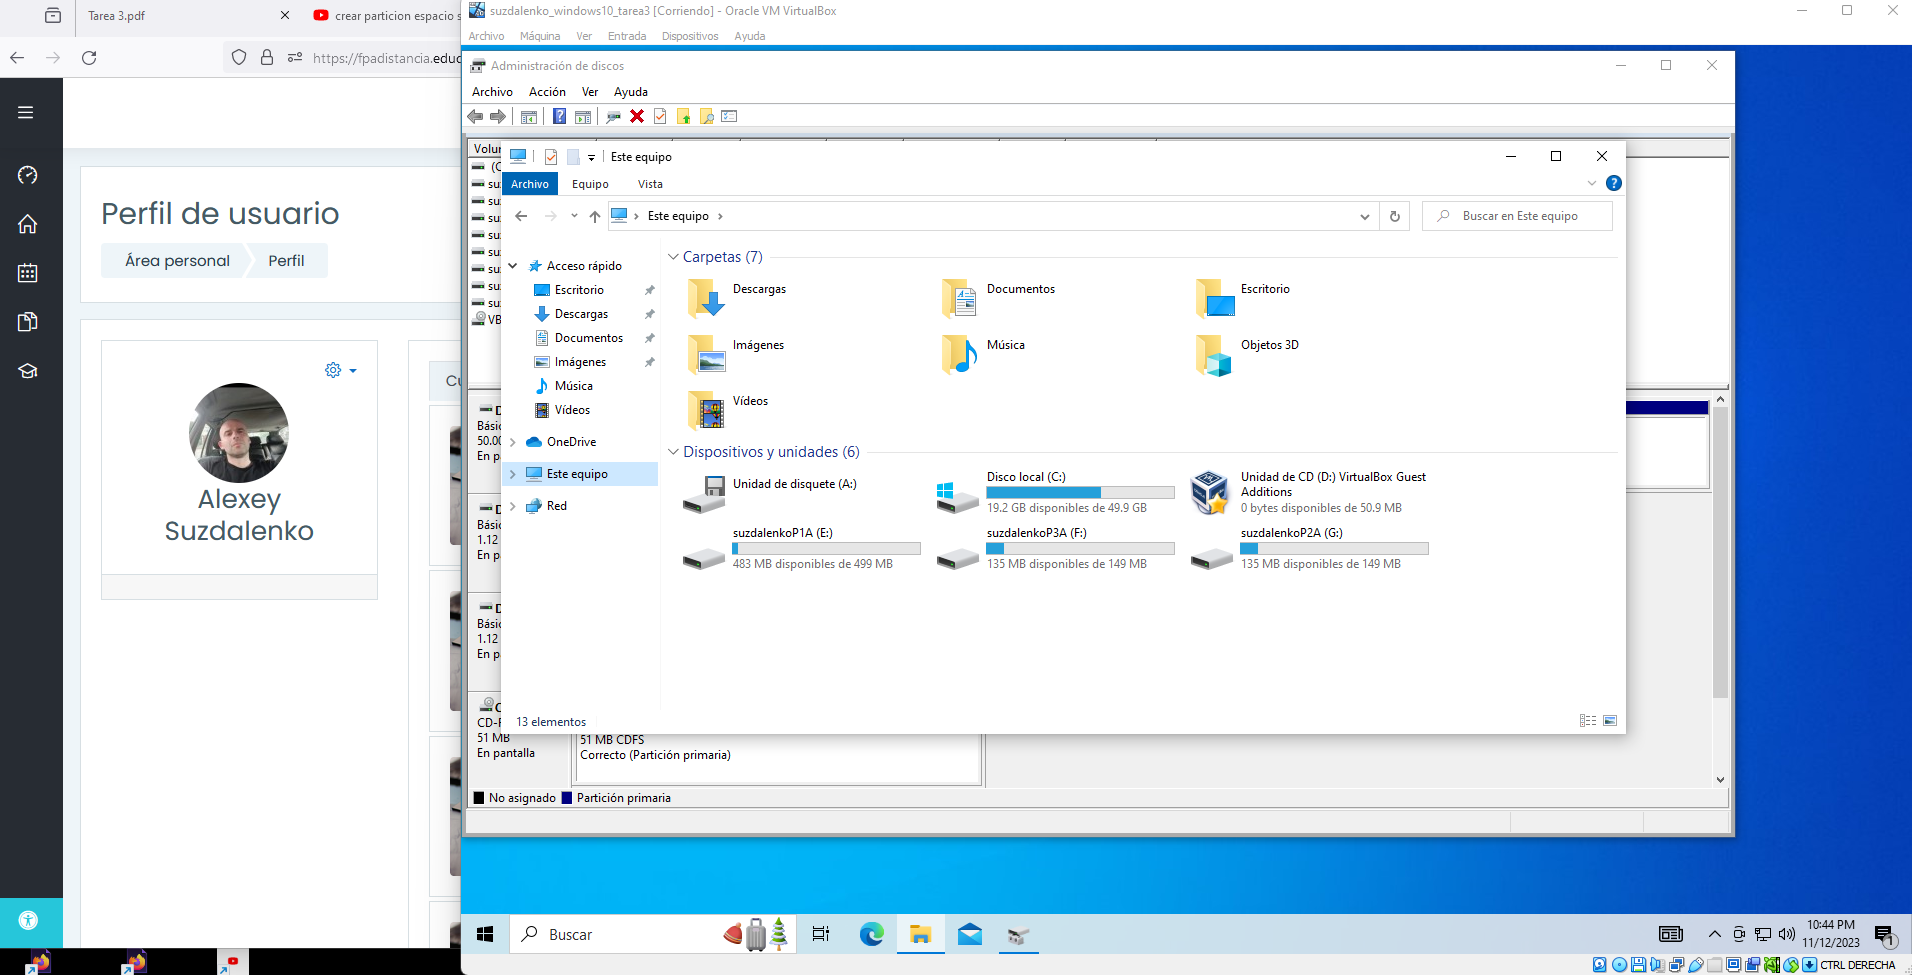 Tarea 3.pdf
crear particion espacio s
https://fpadistancia.educ
Perfil de usuario
Área personal
Perfil
Alexey
Suzdalenko
suzdalenko_windows10_tarea3 [Corriendo] - Oracle VM VirtualBox
Archivo Máquina Ver Entrada Dispositivos Ayuda
Administración de discos
Archivo Acción Ver Ayuda
Este equipo
Archivo Equipo Vista
Este equipo
Buscar en Este equipo
Acceso rápido
Escritorio
Descargas
Documentos
Imágenes
Música
Vídeos
OneDrive
Este equipo
Red
Carpetas (7)
Descargas
Documentos
Escritorio
Imágenes
Música
Objetos 3D
Vídeos
Dispositivos y unidades (6)
Unidad de disquete (A:)
Disco local (C:)
19.2 GB disponibles de 49.9 GB
Unidad de CD (D:) VirtualBox Guest
Additions
0 bytes disponibles de 50.9 MB
suzdalenkoP1A (E:)
483 MB disponibles de 499 MB
suzdalenkoP3A (F:)
135 MB disponibles de 149 MB
suzdalenkoP2A (G:)
135 MB disponibles de 149 MB
13 elementos
Volur
(C
su
su
su
su
su
su
su
su
VB
Cu
D
Bási
50.00
En p
D
Bási
1.12
En p
D
Bási
1.12
En p
C
CD-F
51 MB
En pantalla
51 MB CDFS
Correcto (Partición primaria)
No asignado
Partición primaria
Buscar
10:44 PM
11/12/2023
1
CTRL DERECHA